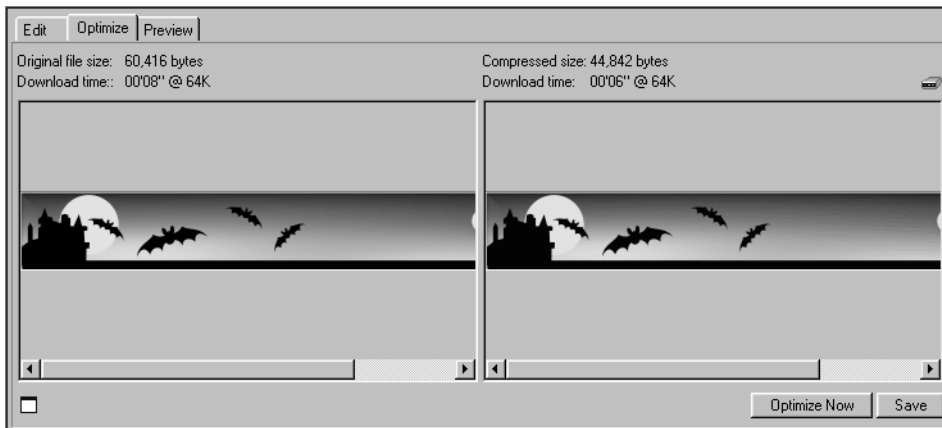 Edit Optimize Preview
Original file size: 60,416 bytes
Download time:: 00'08" @ 64K
Compressed size: 44,842 bytes
Download time: 00'06" @ 64K
Optimize Now Save